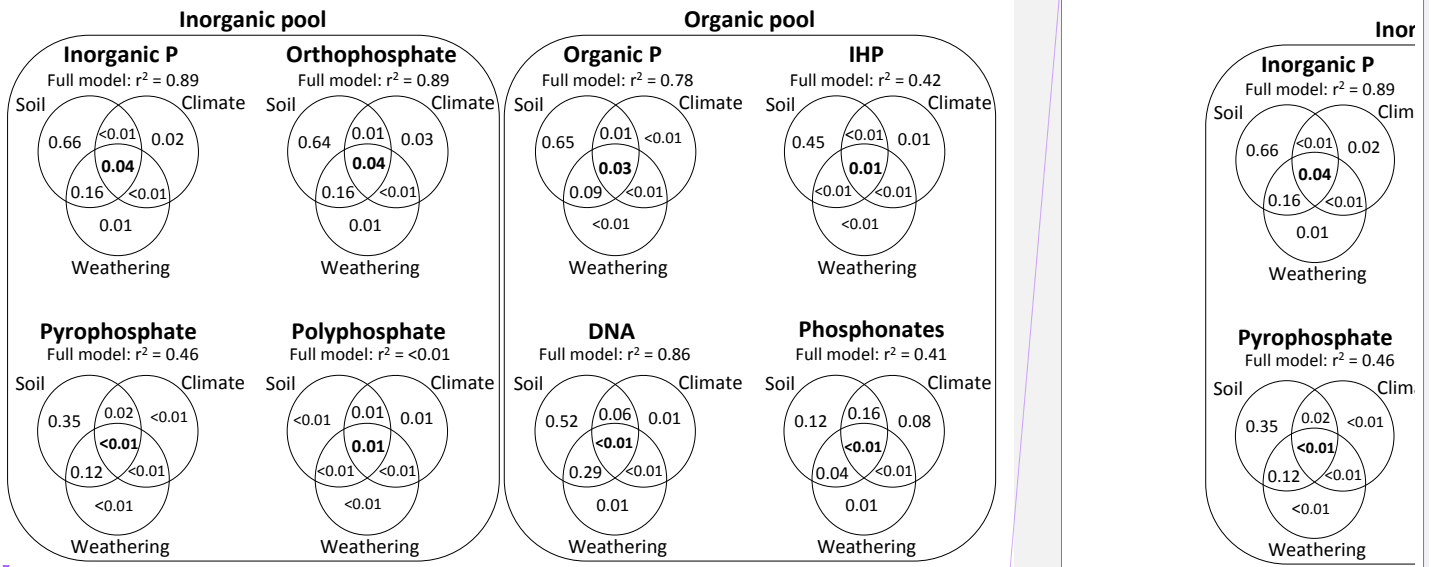 Inorganic pool
Organic pool
Inorganic P
Full model: r² = 0.89
Soil
Climate
0.66
<0.01
0.02
0.04
0.16
<0.01
0.01
Weathering
Orthophosphate
Full model: r² = 0.89
Climate
0.64
0.01
0.03
0.04
0.16
<0.01
0.01
Weathering
Organic P
Full model: r² = 0.78
Soil
0.65
0.01
<0.01
0.03
0.09
<0.01
<0.01
Weathering
IHP
Full model: r² = 0.42
Soil
Climate
0.45
<0.01
0.01
0.01
<0.01
<0.01
<0.01
Weathering
Pyrophosphate
Full model: r² = 0.46
Soil
Climate
0.35
0.02
<0.01
<0.01
0.12
<0.01
<0.01
Weathering
Polyphosphate
Full model: r² = <0.01
Climate
<0.01
0.01
0.01
0.01
<0.01
<0.01
<0.01
Weathering
DNA
Full model: r² = 0.86
Soil
0.52
0.06
0.01
<0.01
0.29
<0.01
0.01
Weathering
Phosphonates
Full model: r² = 0.41
Soil
Climate
0.12
0.16
0.08
<0.01
0.04
<0.01
0.01
Weathering
Inor
Inorganic P
Full model: r² = 0.89
Soil
Clim
0.66
<0.01
0.02
0.04
0.16
<0.01
0.01
Weathering
Pyrophosphate
Full model: r² = 0.46
Soil
Clim
0.35
0.02
<0.01
<0.01
0.12
<0.01
<0.01
Weathering